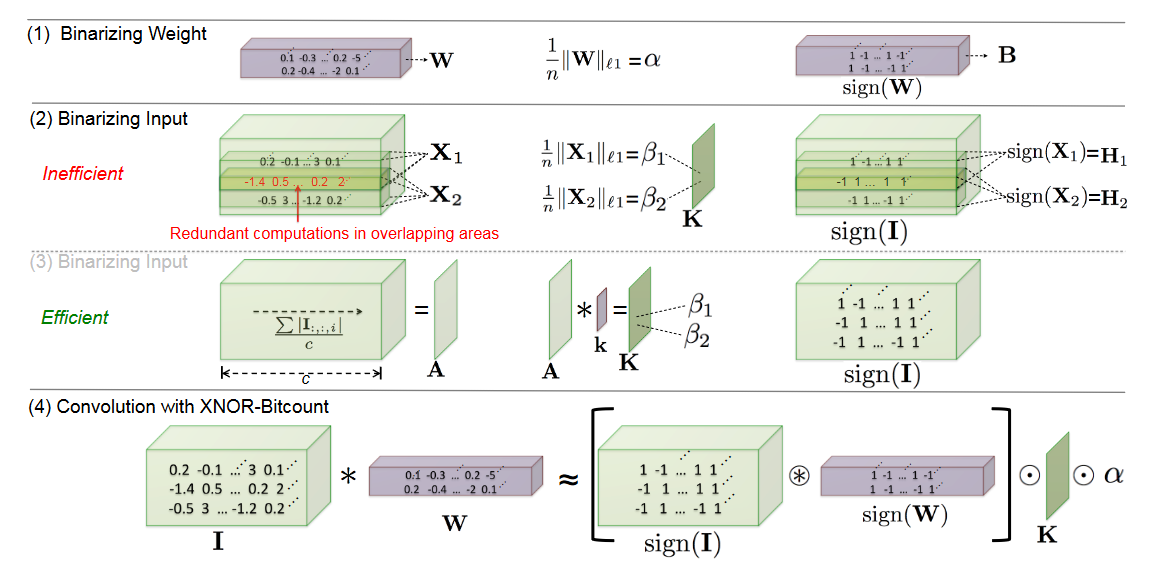 (1) Binarizing Weight
0.1 -0.3 ... 0.2 -5
0.2 -0.4 ... -2 0.1
W
1/n ‖W‖ℓ1 = α
1 -1 ... 1 -1
1 -1 ... -1 1
B
sign(W)
(2) Binarizing Input
Inefficient
0.2 -0.1 ... 3 0.1
-1.4 0.5 ... 0.2 2
-0.5 3 ... -1.2 0.2
X1
X2
Redundant computations in overlapping areas
1/n ‖X1‖ℓ1 = β1
1/n ‖X2‖ℓ1 = β2
K
1 -1 ... 1 1
-1 1 ... 1 1
-1 1 ... -1 1
sign(X1)=H1
sign(X2)=H2
sign(I)
(3) Binarizing Input
Efficient
∑|I:,:,i|
c
c
=
A
A
*
k
=
K
β1
β2
1 -1 ... 1 1
-1 1 ... 1 1
-1 1 ... -1 1
sign(I)
(4) Convolution with XNOR-Bitcount
0.2 -0.1 ... 3 0.1
-1.4 0.5 ... 0.2 2
-0.5 3 ... -1.2 0.2
I
*
0.1 -0.3 ... 0.2 -5
0.2 -0.4 ... -2 0.1
W
≈
[
1 -1 ... 1 1
-1 1 ... 1 1
-1 1 ... -1 1
sign(I)
⊛
1 -1 ... 1 -1
1 -1 ... -1 1
sign(W)
]
⊙
K
⊙ α